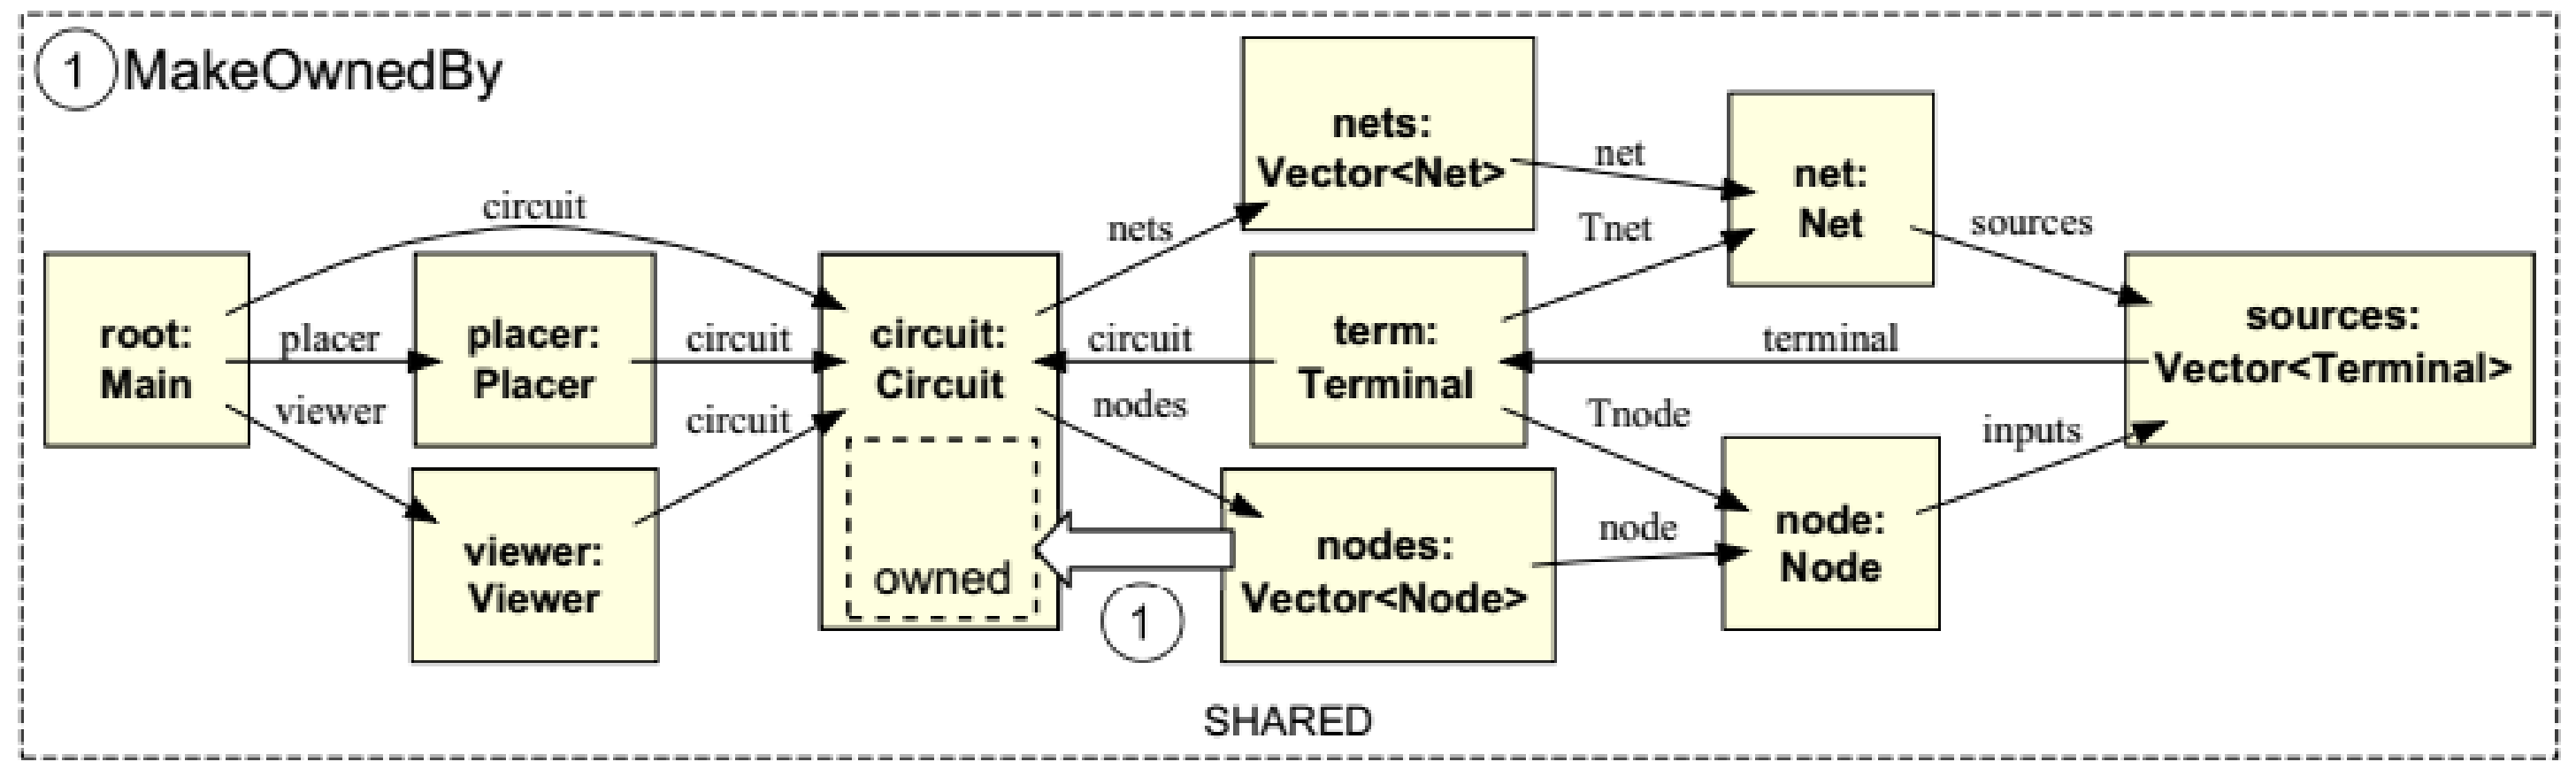 1 MakeOwnedBy
nets:
Vector<Net>
net
net:
Net
circuit
nets
Tnet
sources
root:
Main
placer
placer:
Placer
circuit
circuit:
Circuit
circuit
term:
Terminal
terminal
sources:
Vector<Terminal>
viewer
circuit
nodes
Tnode
inputs
viewer:
Viewer
owned
1
nodes:
Vector<Node>
node
node:
Node
SHARED